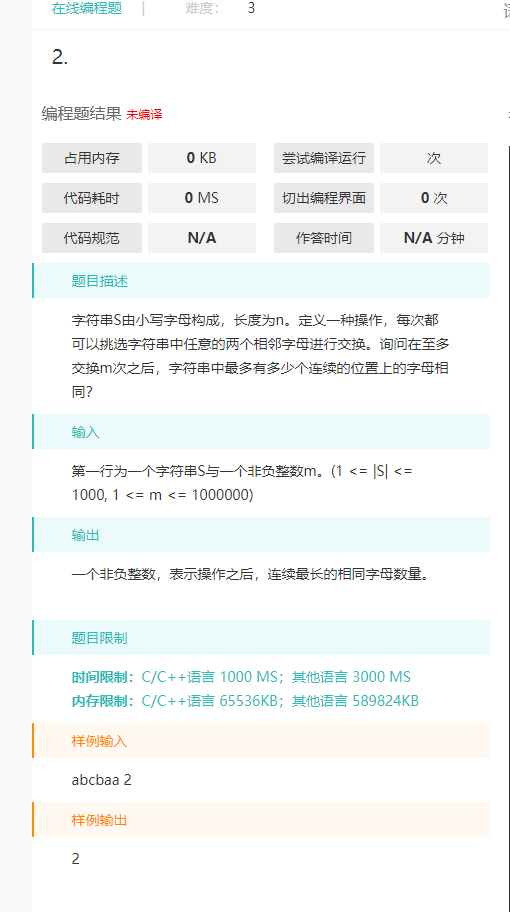 在线编程题 | 难度： 3
2.
编程题结果 未编译
占用内存 0 KB 尝试编译运行 次
代码耗时 0 MS 切出编程界面 0 次
代码规范 N/A 作答时间 N/A 分钟
题目描述
字符串S由小写字母构成，长度为n。定义一种操作，每次都
可以挑选字符串中任意的两个相邻字母进行交换。询问在至多
交换m次之后，字符串中最多有多少个连续的位置上的字母相
同？
输入
第一行为一个字符串S与一个非负整数m。(1 <= |S| <=
1000, 1 <= m <= 1000000)
输出
一个非负整数，表示操作之后，连续最长的相同字母数量。
题目限制
时间限制：C/C++语言 1000 MS；其他语言 3000 MS
内存限制：C/C++语言 65536KB；其他语言 589824KB
样例输入
abcbaa 2
样例输出
2